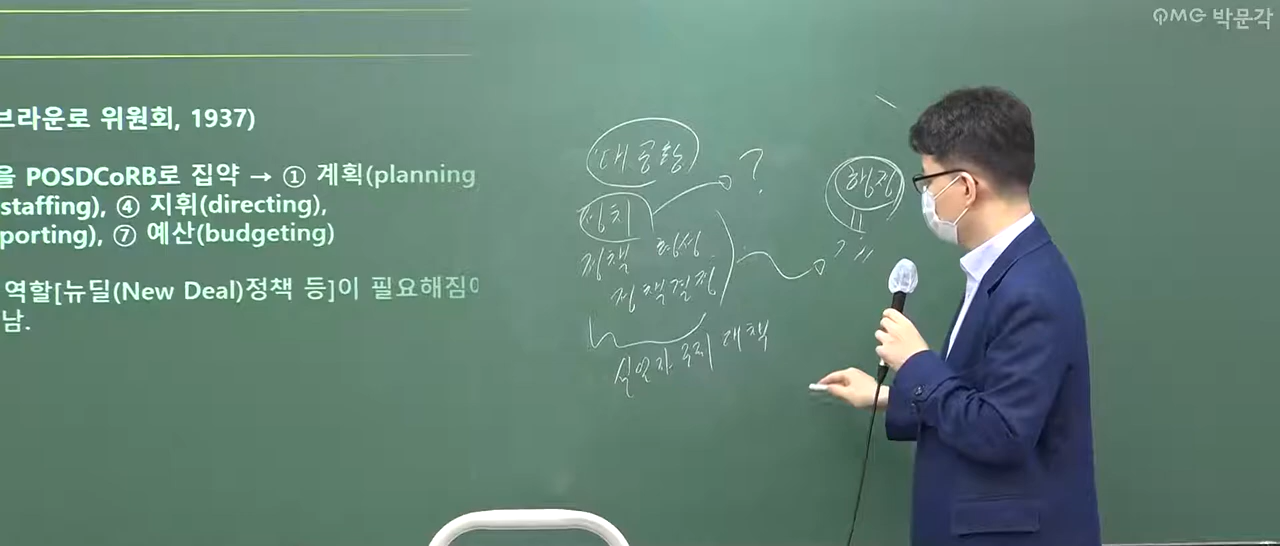 PMG 박문각
브라운로 위원회, 1937)
을 POSDCoRB로 집약 → ① 계획(planning
staffing), ④ 지휘(directing),
porting), ⑦ 예산(budgeting)
역할[뉴딜(New Deal)정책 등]이 필요해짐에
남.
대공황
?
정치
정책 형성
정책결정
실업자 구제 대책
행정
"